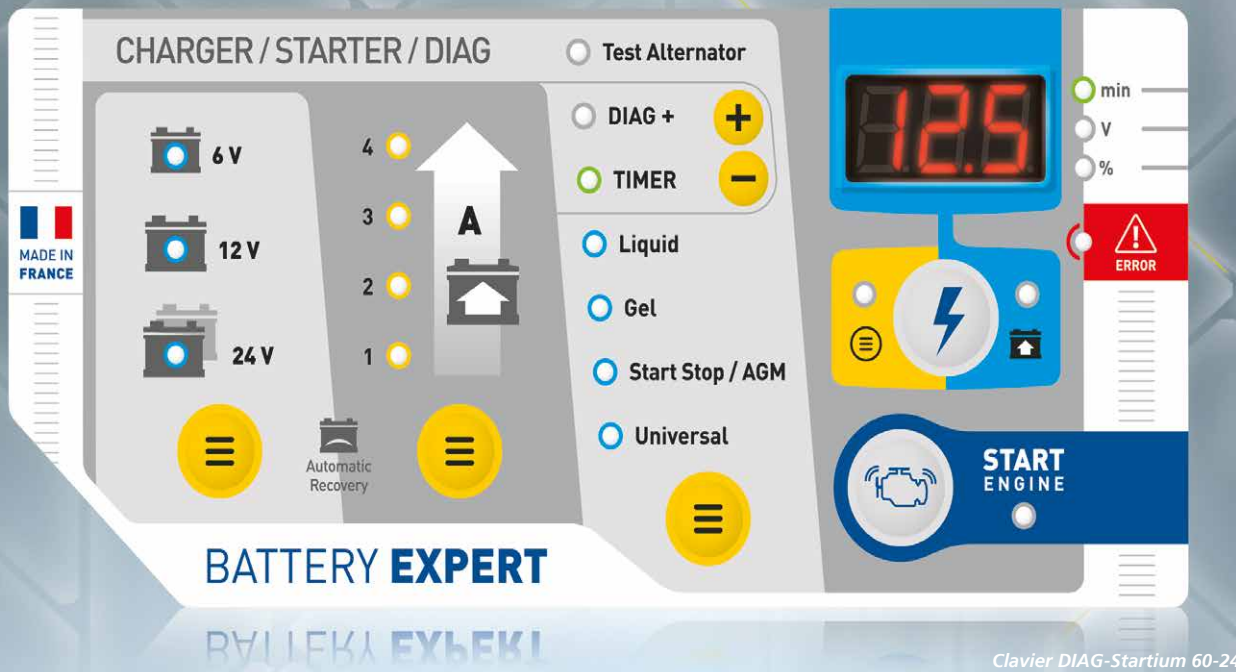 CHARGER / STARTER / DIAG
Test Alternator
DIAG +
+
TIMER
−
Liquid
Gel
Start Stop / AGM
Universal
6 V
12 V
24 V
4
3
2
1
A
Automatic
Recovery
MADE IN
FRANCE
12.5
min
V
%
ERROR
START
ENGINE
BATTERY EXPERT
BATTERY EXPERT
Clavier DIAG-Startium 60-24